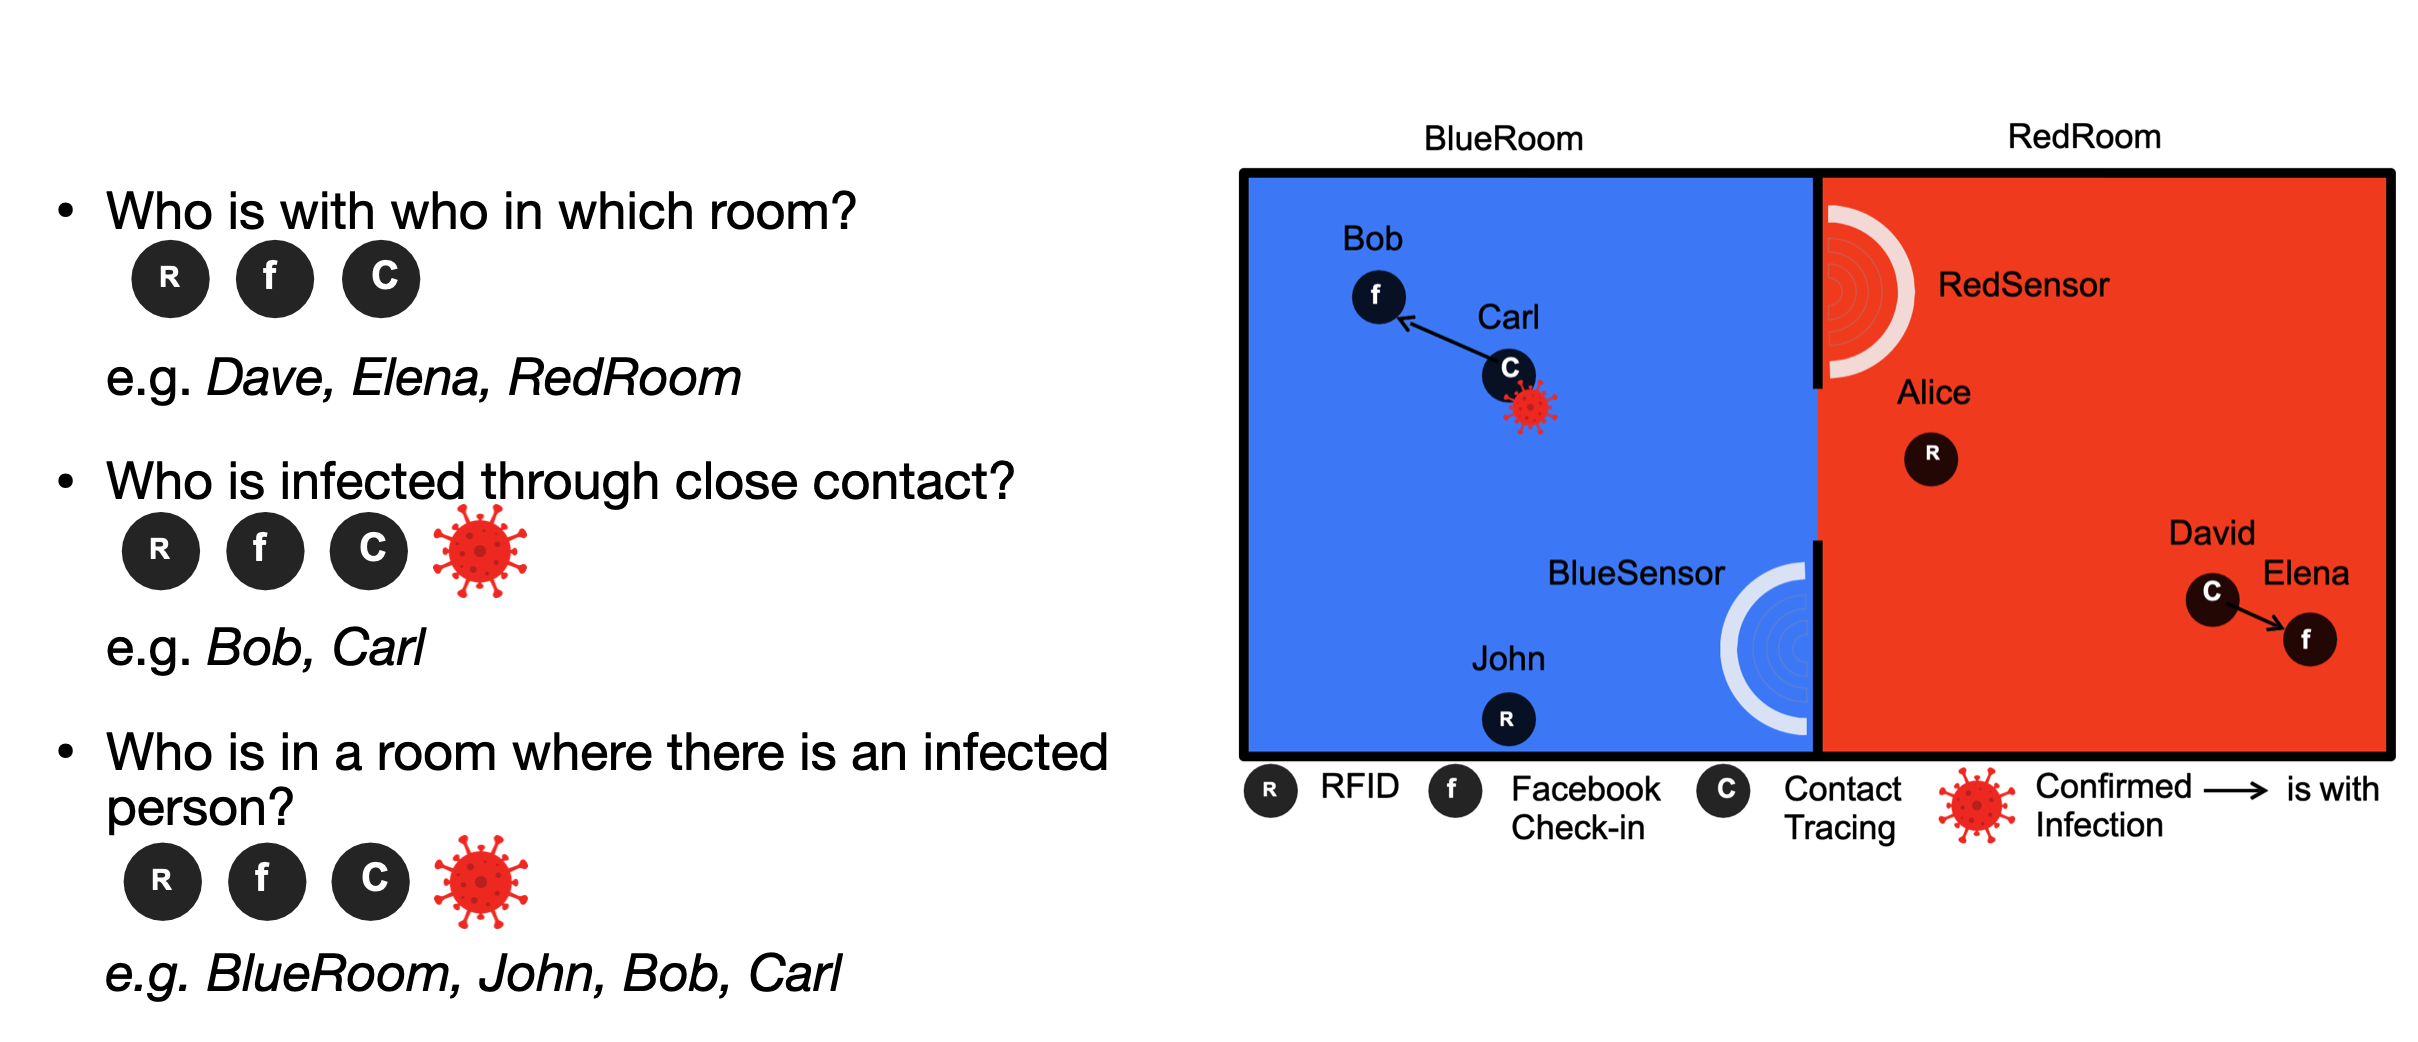 • Who is with who in which room?
R f C
e.g. Dave, Elena, RedRoom
• Who is infected through close contact?
R f C
e.g. Bob, Carl
• Who is in a room where there is an infected
person?
R f C
e.g. BlueRoom, John, Bob, Carl
BlueRoom
RedRoom
Bob
f
Carl
C
RedSensor
Alice
R
BlueSensor
John
R
David
C
Elena
f
R RFID
f Facebook
Check-in
C Contact
Tracing
Confirmed
Infection
is with